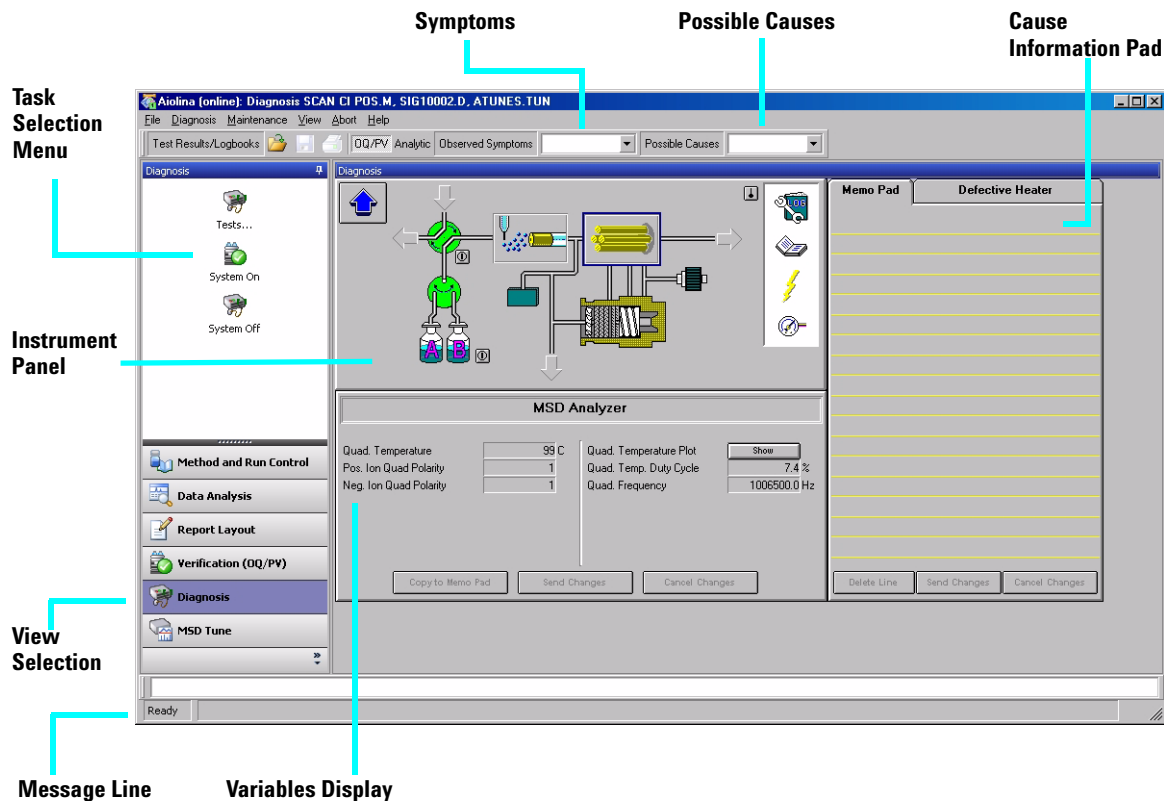 Symptoms
Possible Causes
Cause
Information Pad
Task
Selection
Menu
Aiolina (online): Diagnosis SCAN CI POS.M, SIG10002.D, ATUNES.TUN
File Diagnosis Maintenance View Abort Help
Test Results/Logbooks OQ/PV Analytic Observed Symptoms Possible Causes
Diagnosis
Diagnosis
Tests...
System On
System Off
LOG
A B
Memo Pad
Defective Heater
Instrument
Panel
MSD Analyzer
Quad. Temperature 99 C
Quad. Temperature Plot Show
Pos. Ion Quad Polarity 1
Quad. Temp. Duty Cycle 7.4 %
Neg. Ion Quad Polarity 1
Quad. Frequency 1006500.0 Hz
Copy to Memo Pad Send Changes Cancel Changes
Delete Line Send Changes Cancel Changes
Method and Run Control
Data Analysis
Report Layout
Verification (OQ/PV)
Diagnosis
MSD Tune
View
Selection
Ready
Message Line
Variables Display